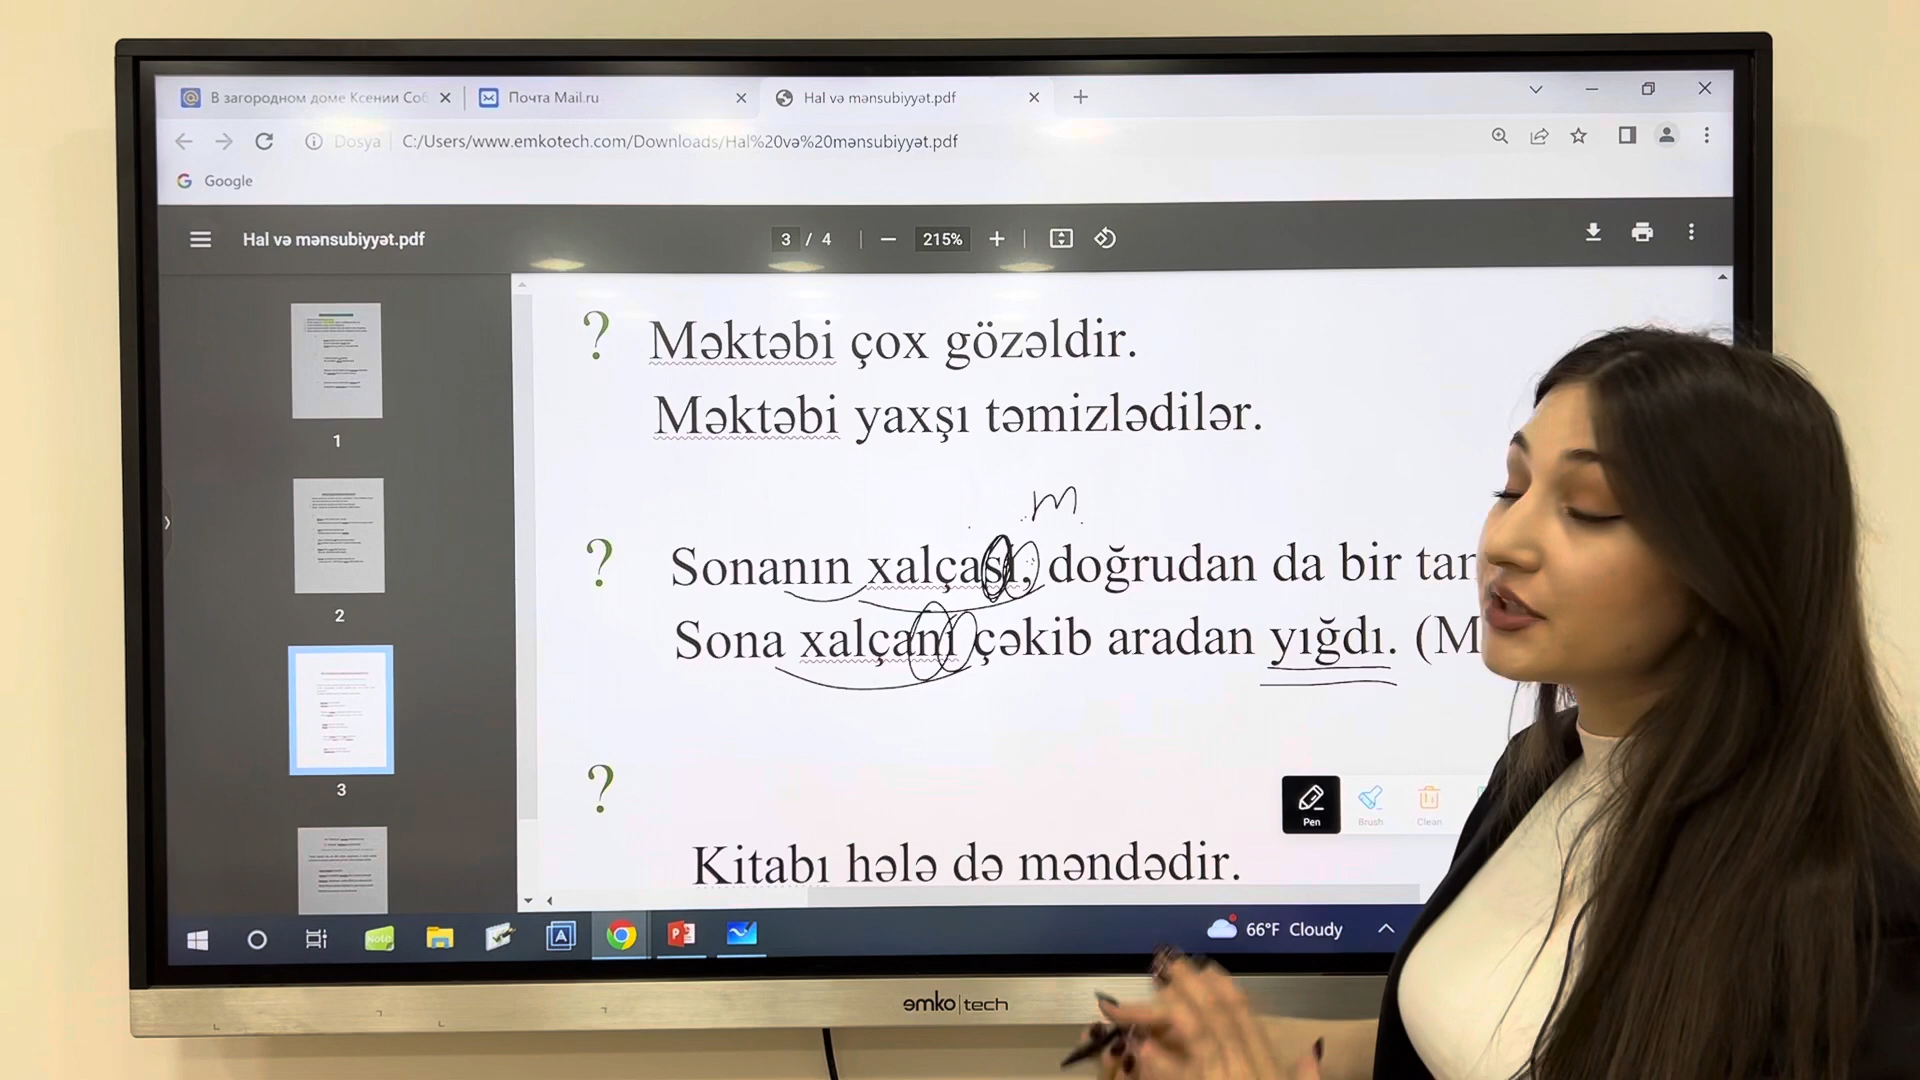 В загородном доме Ксении Соб
Почта Mail.ru
Hal və mənsubiyyət.pdf
Dosya
C:/Users/www.emkotech.com/Downloads/Hal%20və%20mənsubiyyət.pdf
Google
Hal və mənsubiyyət.pdf
3 / 4
215%
1
2
3
? Məktəbi çox gözəldir.
Məktəbi yaxşı təmizlədilər.
m
? Sonanın xalçası, doğrudan da bir tan
Sona xalçanı çəkib aradan yığdı. (M
?
Pen
Brush
Clean
Kitabı hələ də məndədir.
66°F Cloudy
emko|tech